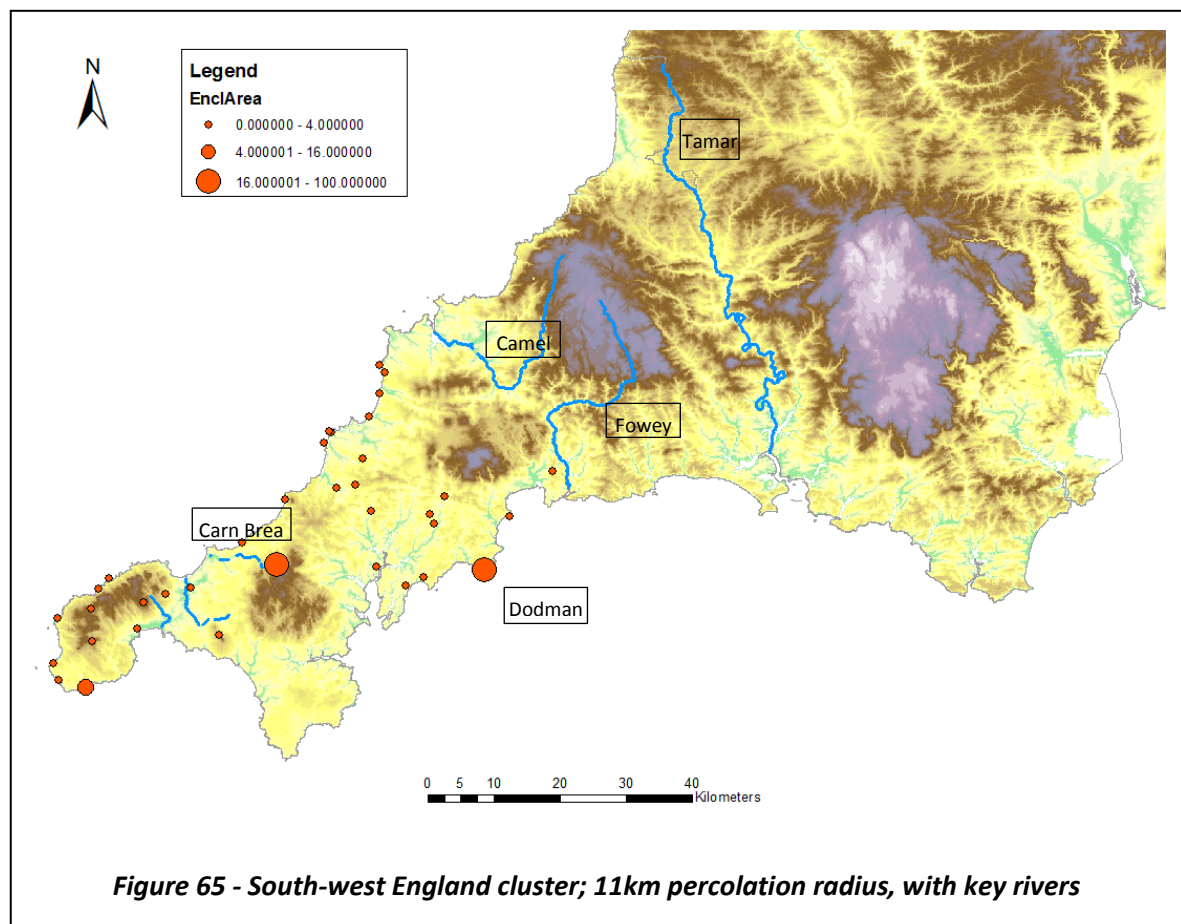 N
Legend
EnclArea
0.000000 - 4.000000
4.000001 - 16.000000
16.000001 - 100.000000
Tamar
Camel
Fowey
Carn Brea
Dodman
0 5 10 20 30 40
Kilometers
Figure 65 - South-west England cluster; 11km percolation radius, with key rivers